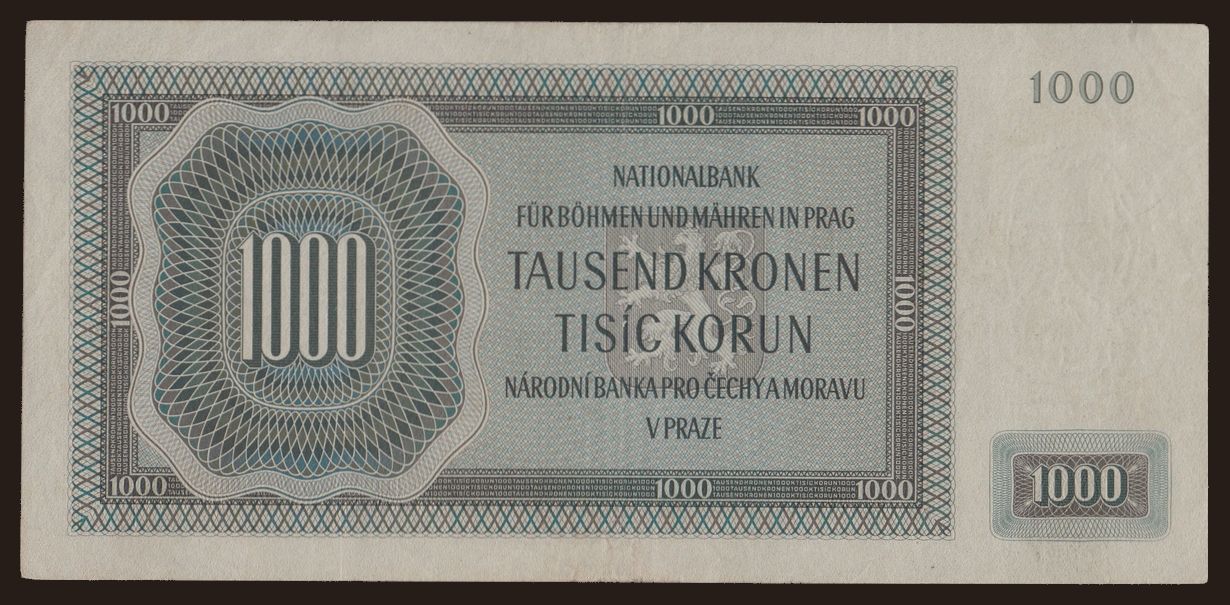 1000
1000 1000 1000
NATIONALBANK
FÜR BÖHMEN UND MÄHREN IN PRAG
TAUSEND KRONEN
TISÍC KORUN
NÁRODNÍ BANKA PRO ČECHY A MORAVU
V PRAZE
1000
1000
1000
1000
1000 1000 1000